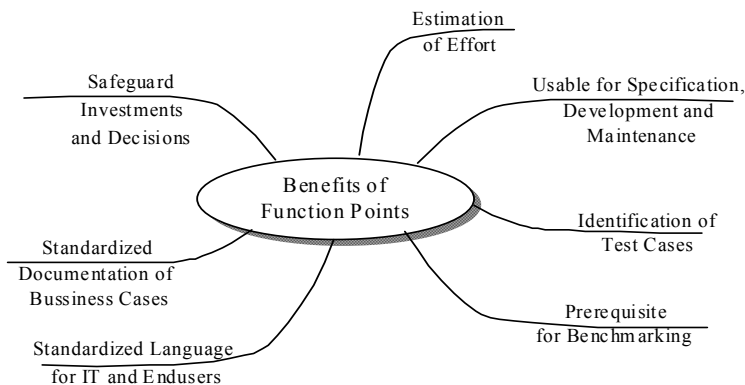 Estimation
of Effort
Safeguard
Investments
and Decisions
Usable for Specification,
Development and
Maintenance
Benefits of
Function Points
Identification of
Test Cases
Standardized
Documentation of
Bussiness Cases
Prerequisite
for Benchmarking
Standardized Language
for IT and Endusers